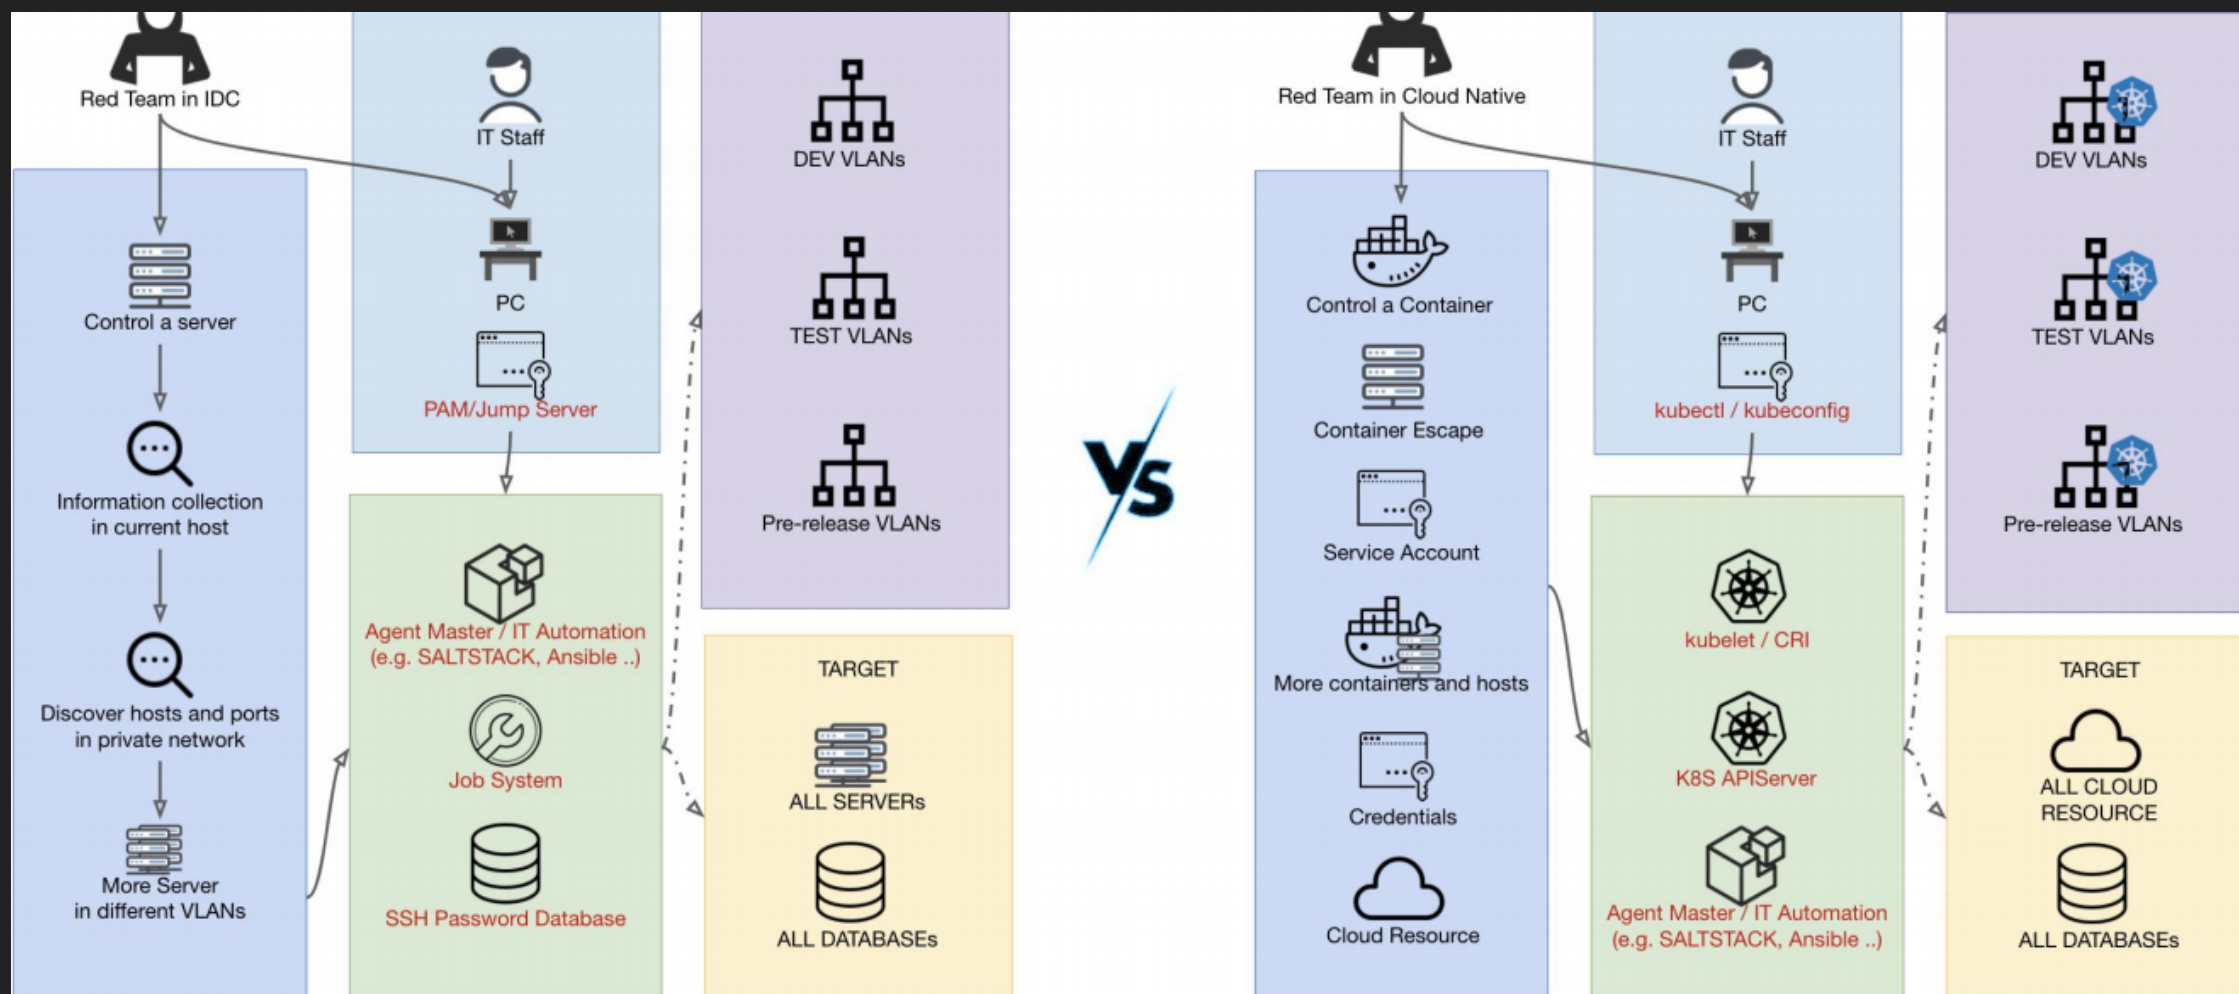 Red Team in IDC
Control a server
Information collection
in current host
Discover hosts and ports
in private network
More Server
in different VLANs
IT Staff
PC
PAM/Jump Server
Agent Master / IT Automation
(e.g. SALTSTACK, Ansible ..)
Job System
SSH Password Database
DEV VLANs
TEST VLANs
Pre-release VLANs
TARGET
ALL SERVERs
ALL DATABASEs
VS
Red Team in Cloud Native
Control a Container
Container Escape
Service Account
More containers and hosts
Credentials
Cloud Resource
IT Staff
PC
kubectl / kubeconfig
kubelet / CRI
K8S APIServer
Agent Master / IT Automation
(e.g. SALTSTACK, Ansible ..)
DEV VLANs
TEST VLANs
Pre-release VLANs
TARGET
ALL CLOUD
RESOURCE
ALL DATABASEs